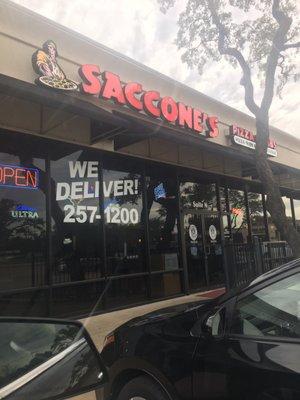 SACCONE'S
PIZZA
OPEN
WE
DELIVER!
257-1200
ULTRA